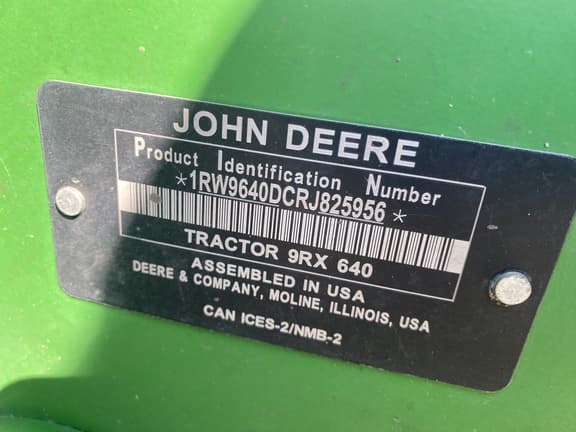 JOHN DEERE
Product Identification Number
*1RW9640DCRJ825956*
TRACTOR 9RX 640
ASSEMBLED IN USA
DEERE & COMPANY, MOLINE, ILLINOIS, USA
CAN ICES-2/NMB-2